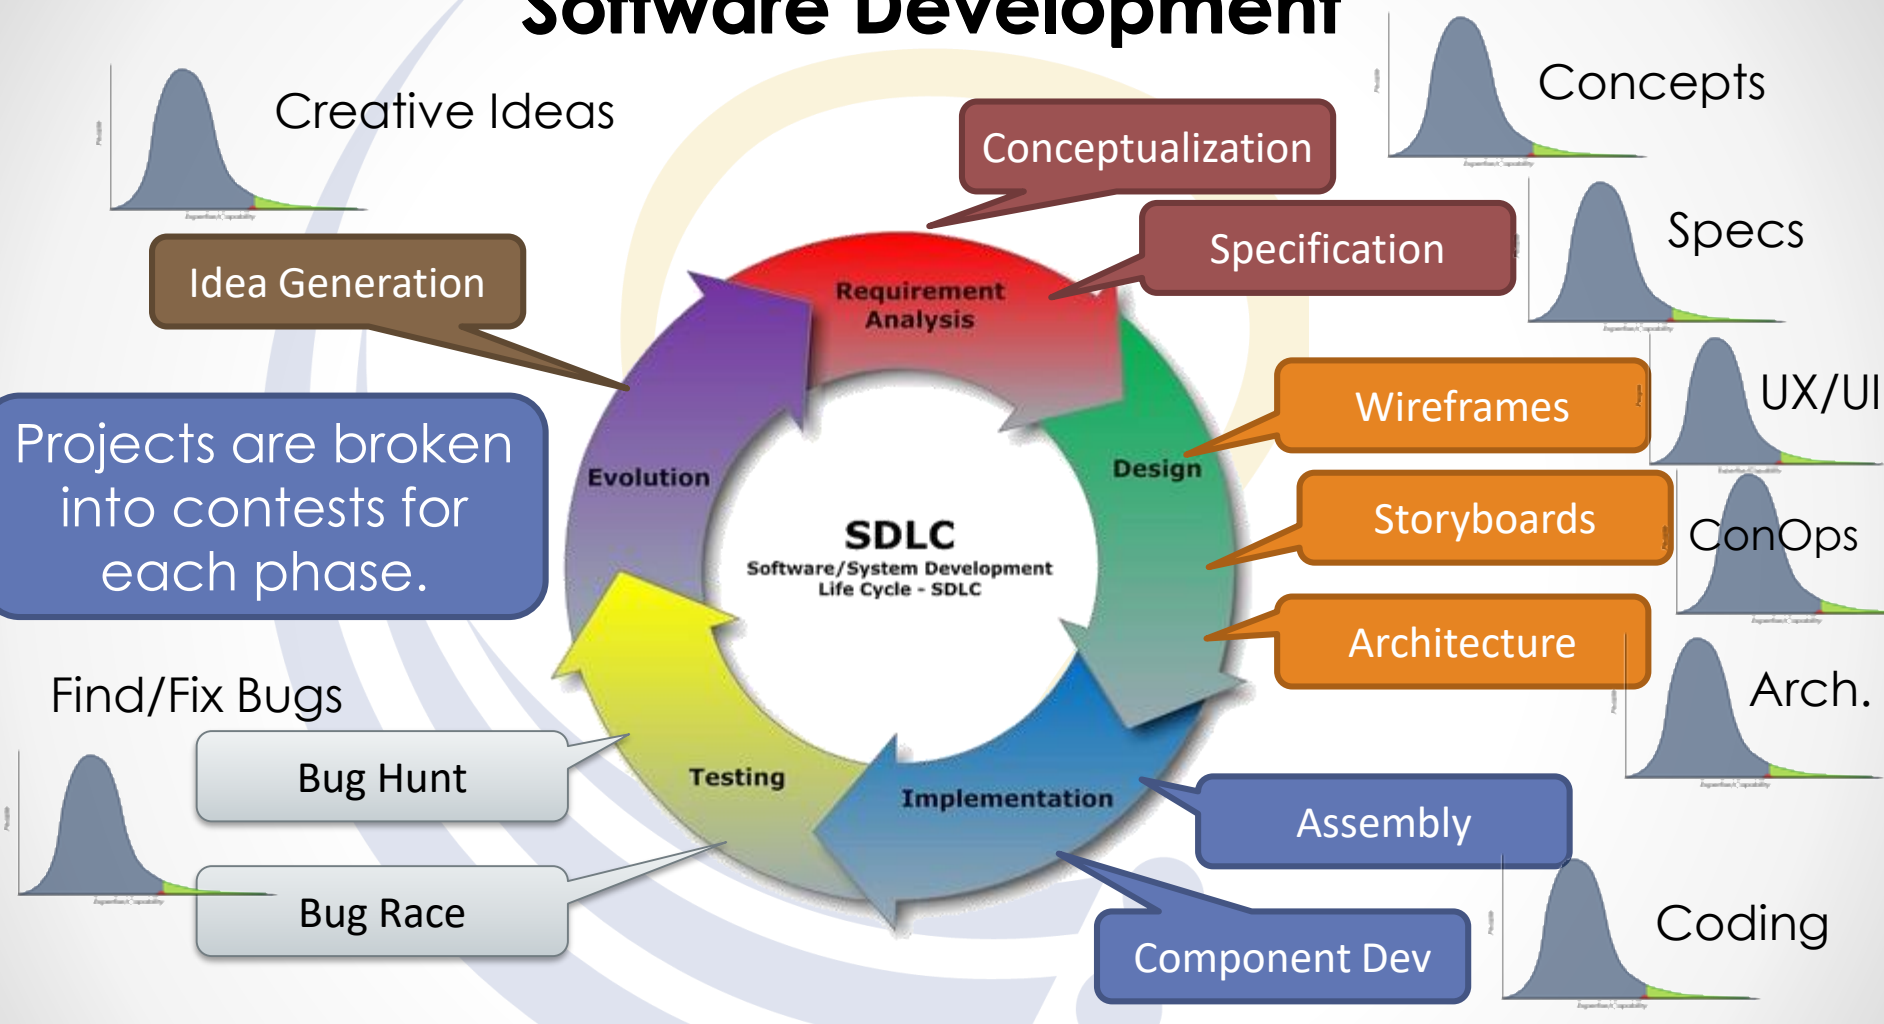 Software Development
Creative Ideas
Concepts
Conceptualization
Specs
Specification
Idea Generation
Requirement
Analysis
Wireframes
UX/UI
Projects are broken
into contests for
each phase.
Evolution
Design
SDLC
Software/System Development
Life Cycle - SDLC
Storyboards
ConOps
Architecture
Arch.
Find/Fix Bugs
Bug Hunt
Testing
Implementation
Assembly
Bug Race
Component Dev
Coding